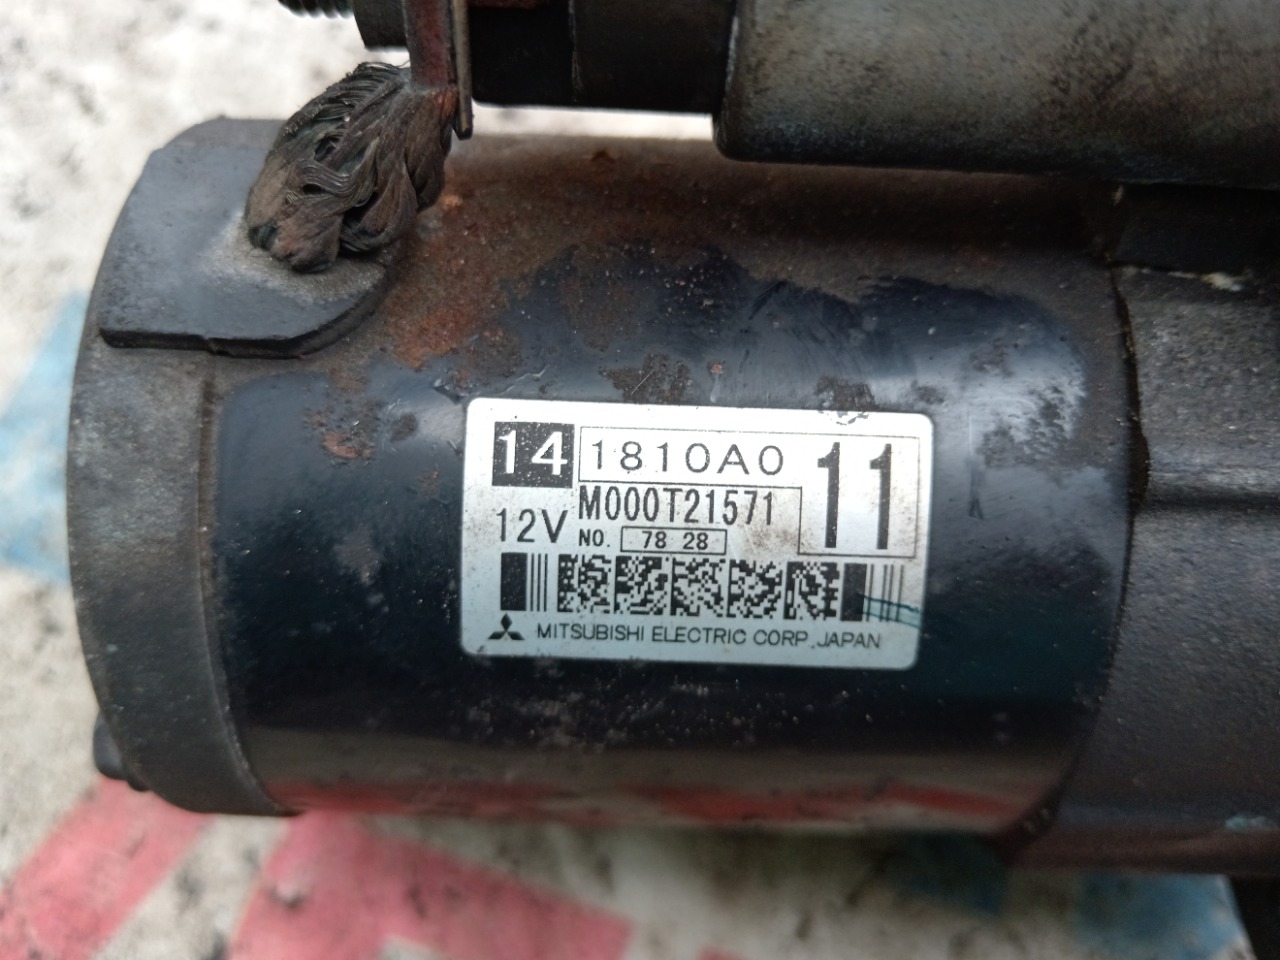 14 1810A0 11
M000T21571
12V NO. 78 28
MITSUBISHI ELECTRIC CORP. JAPAN